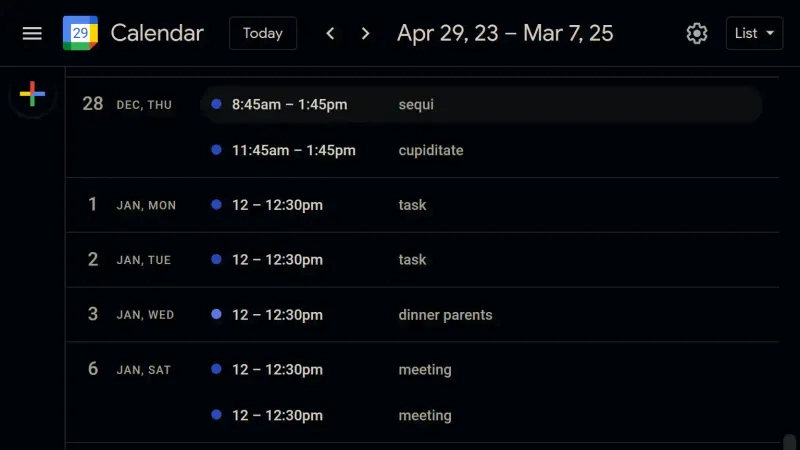 29 Calendar Today Apr 29, 23 – Mar 7, 25 List
28 DEC, THU 8:45am – 1:45pm sequi
11:45am – 1:45pm cupiditate
1 JAN, MON 12 – 12:30pm task
2 JAN, TUE 12 – 12:30pm task
3 JAN, WED 12 – 12:30pm dinner parents
6 JAN, SAT 12 – 12:30pm meeting
12 – 12:30pm meeting